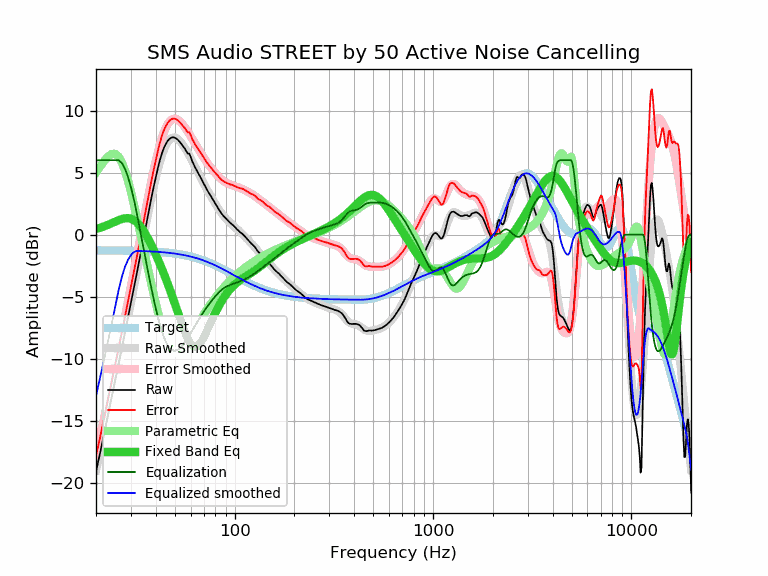 SMS Audio STREET by 50 Active Noise Cancelling
Amplitude (dBr)
10
5
0
−5
−10
−15
−20
Target
Raw Smoothed
Error Smoothed
Raw
Error
Parametric Eq
Fixed Band Eq
Equalization
Equalized smoothed
100 1000 10000
Frequency (Hz)